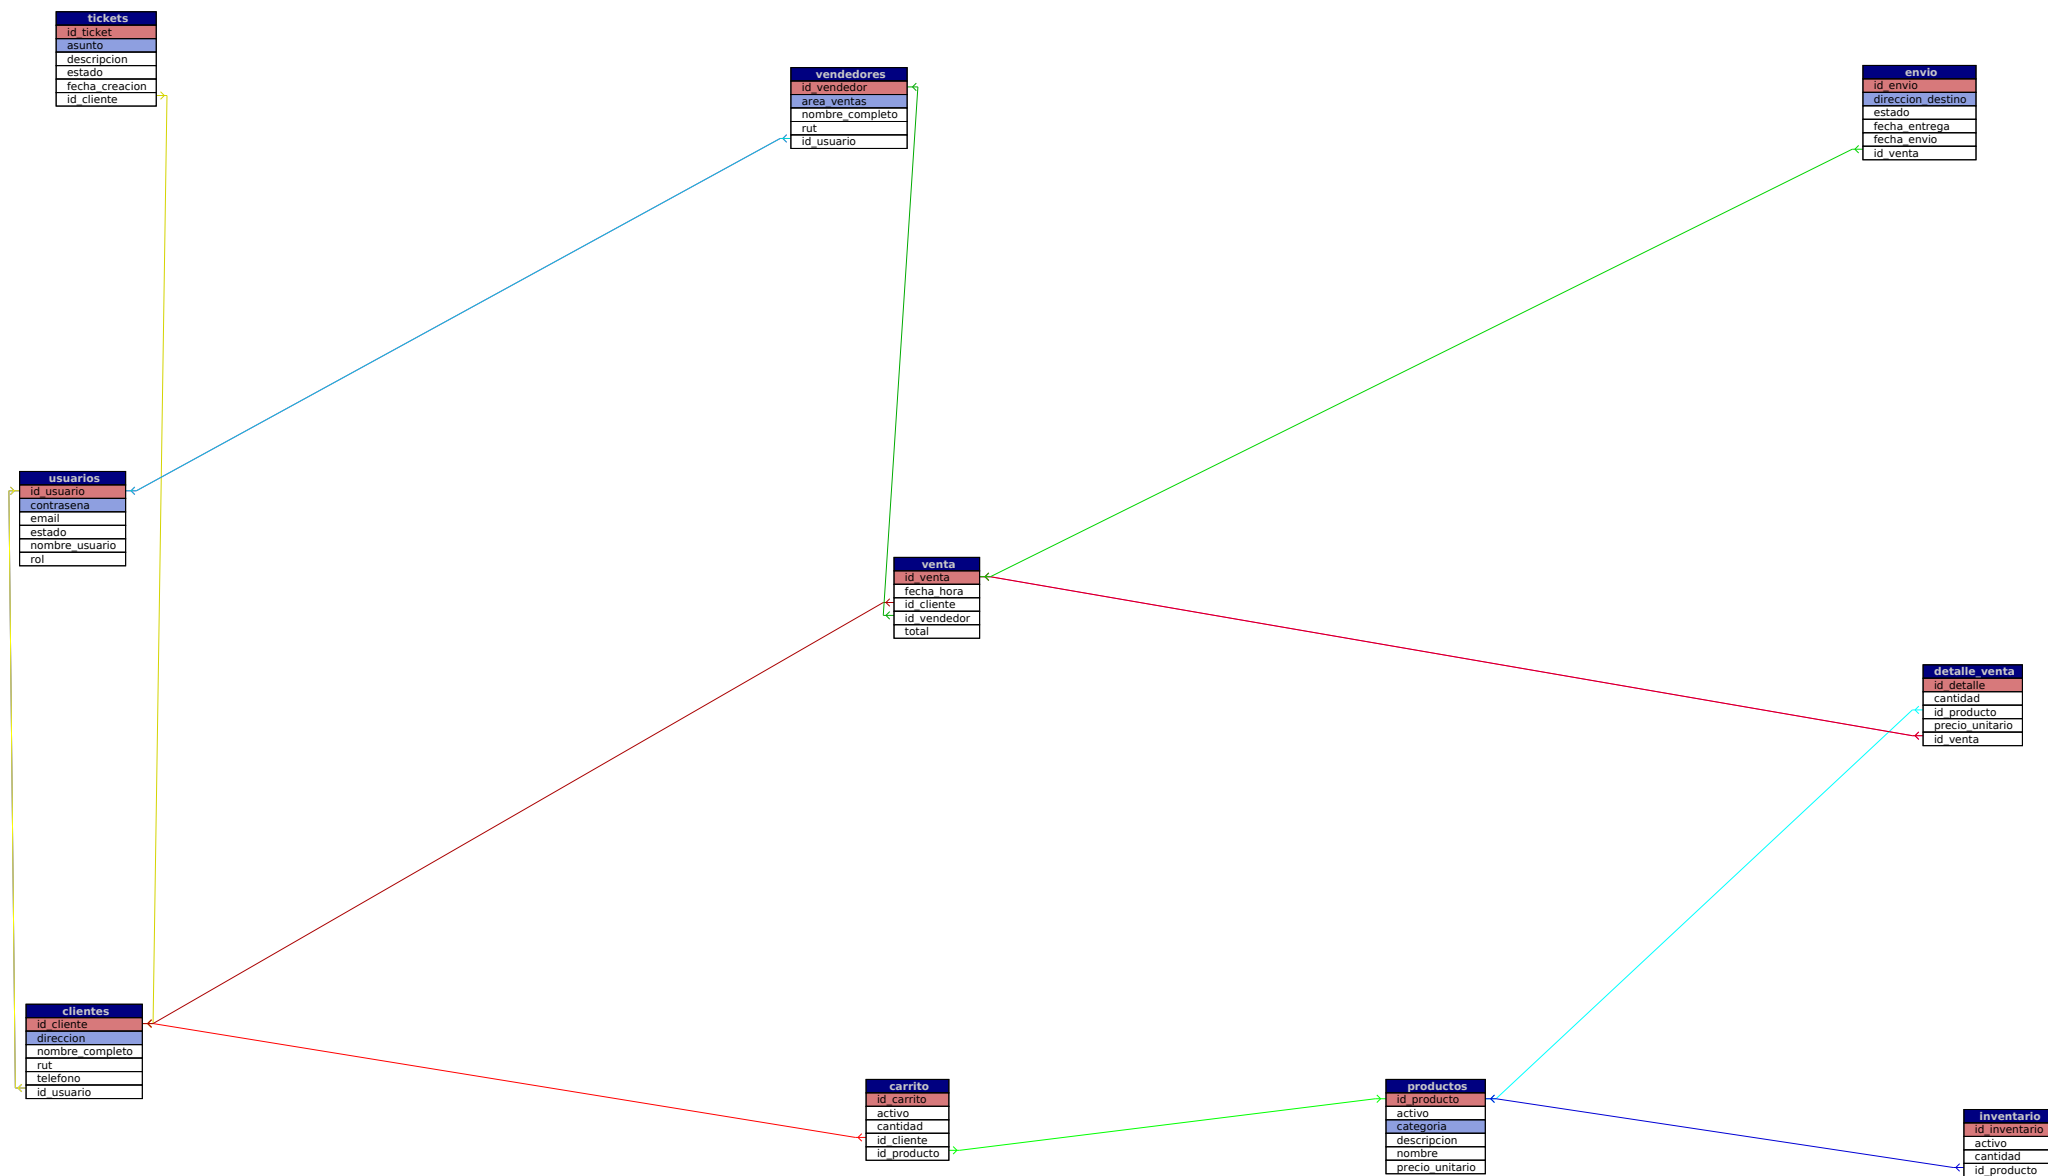 tickets
id_ticket
asunto
descripcion
estado
fecha_creacion
id_cliente
vendedores
id_vendedor
area_ventas
nombre_completo
rut
id_usuario
envio
id_envio
direccion_destino
estado
fecha_entrega
fecha_envio
id_venta
usuarios
id_usuario
contrasena
email
estado
nombre_usuario
rol
venta
id_venta
fecha_hora
id_cliente
id_vendedor
total
detalle_venta
id_detalle
cantidad
id_producto
precio_unitario
id_venta
clientes
id_cliente
direccion
nombre_completo
rut
telefono
id_usuario
carrito
id_carrito
activo
cantidad
id_cliente
id_producto
productos
id_producto
activo
categoria
descripcion
nombre
precio_unitario
inventario
id_inventario
activo
cantidad
id_producto